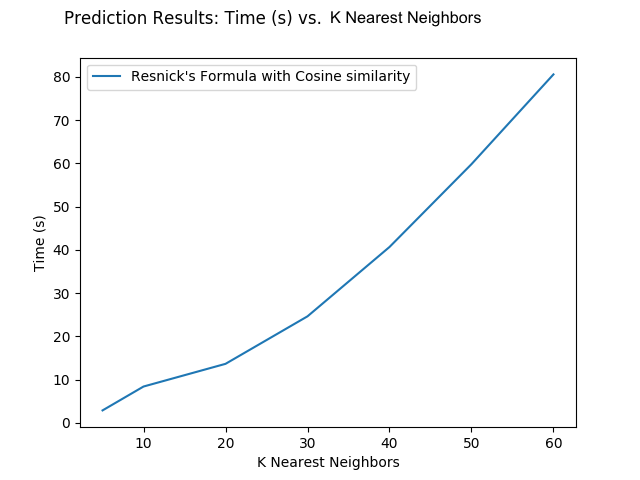 Prediction Results: Time (s) vs. K Nearest Neighbors
Resnick's Formula with Cosine similarity
80
70
60
50
40
30
20
10
0
Time (s)
10 20 30 40 50 60
K Nearest Neighbors